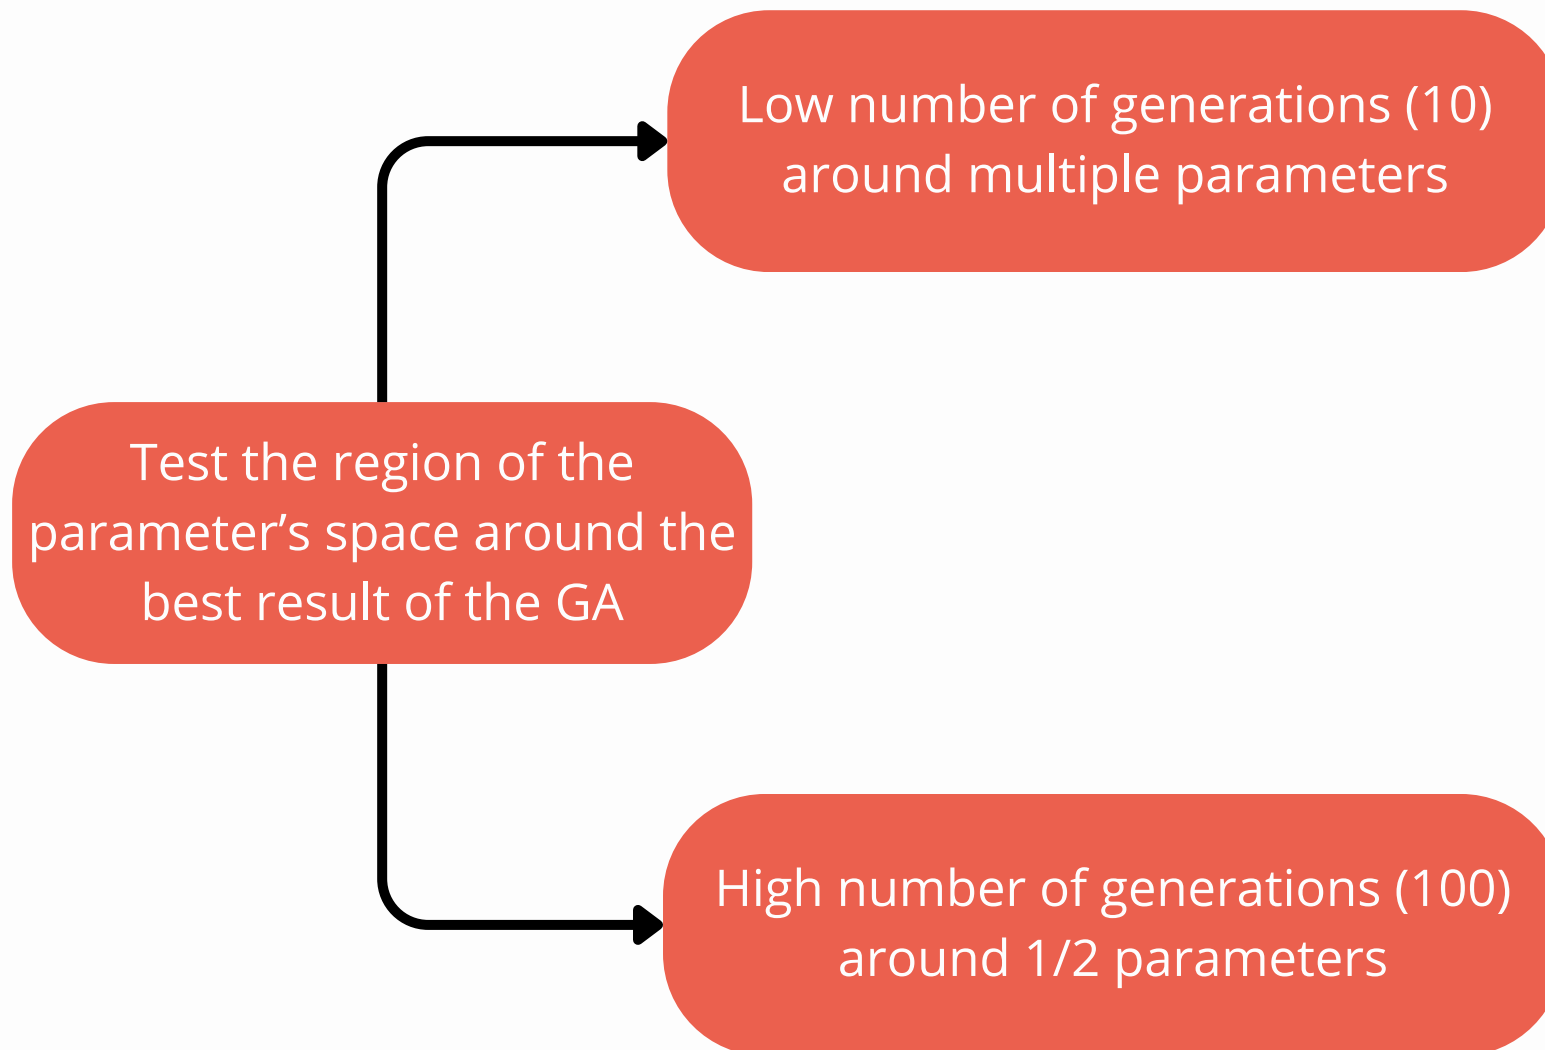 Low number of generations (10)
around multiple parameters
Test the region of the
parameter’s space around the
best result of the GA
High number of generations (100)
around 1/2 parameters